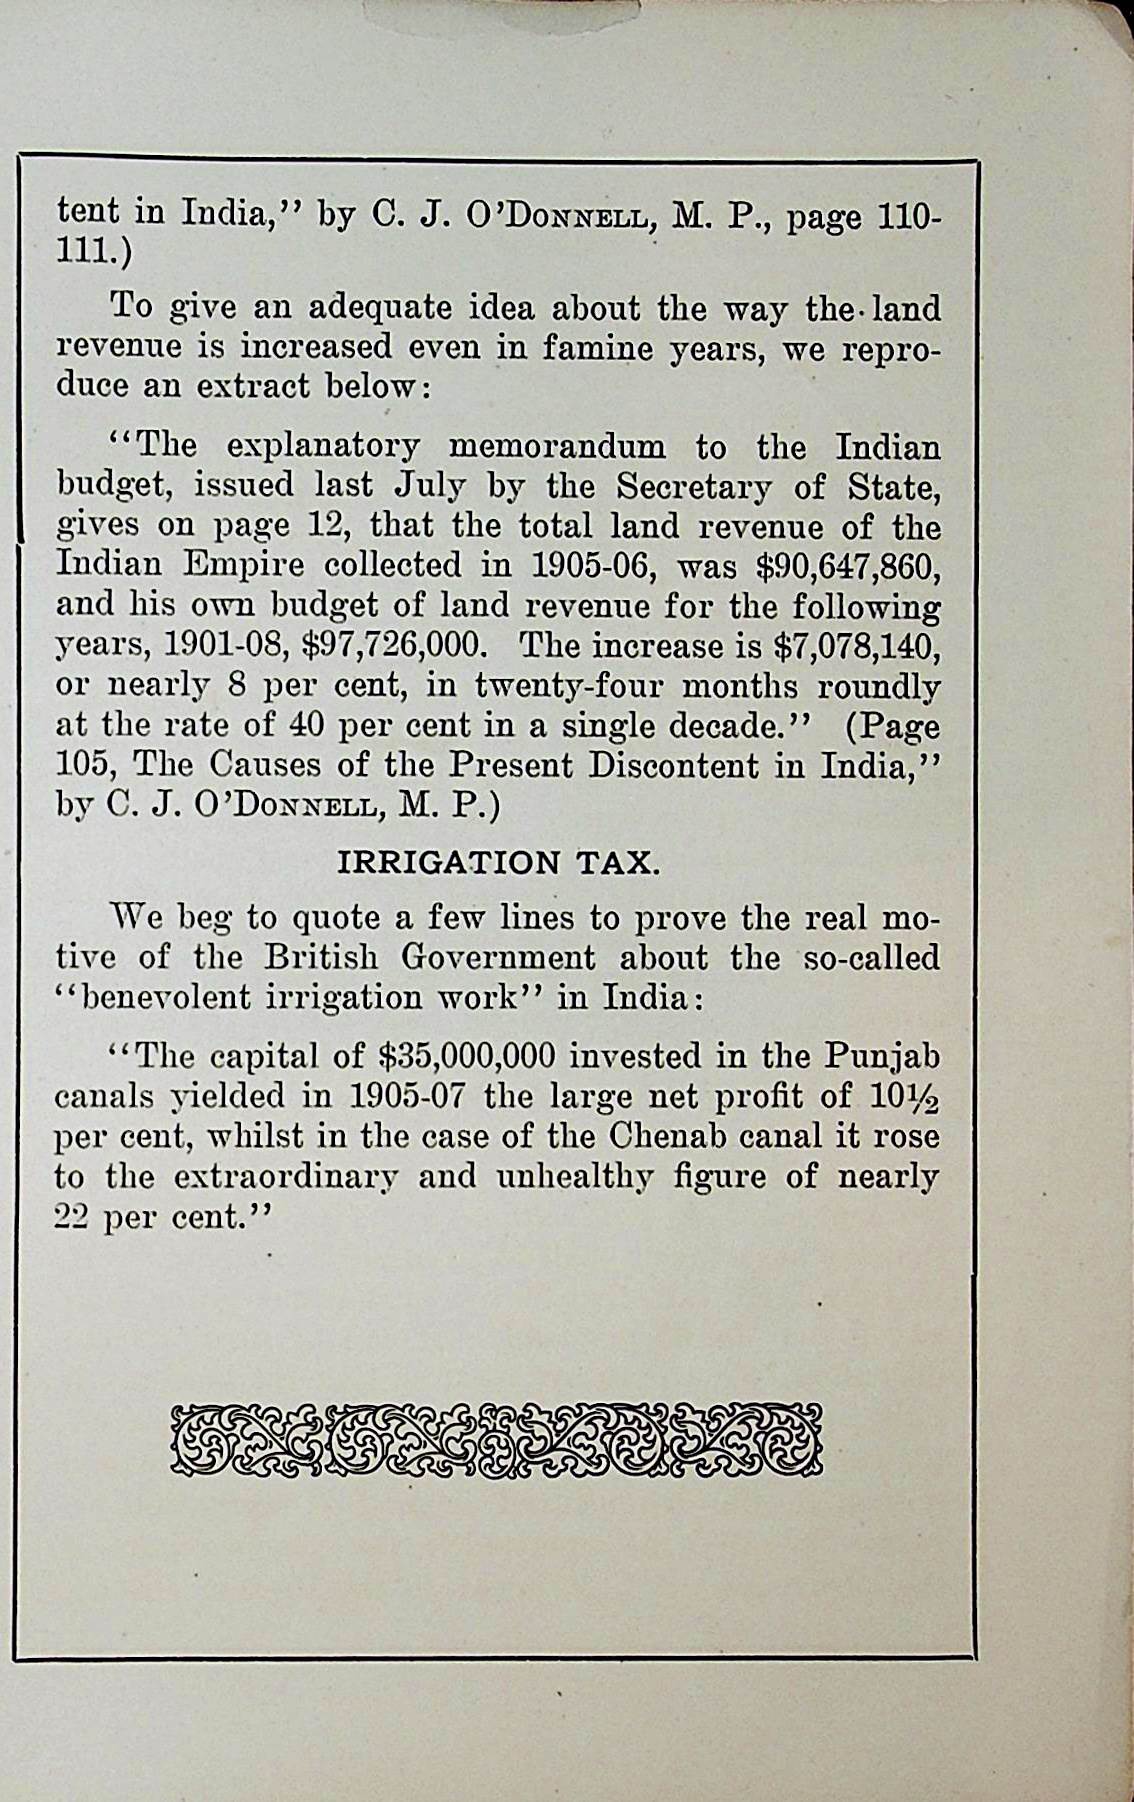 tent in India,'' by C. J. O'Donnell, M. P., page 110-
111.)
To give an adequate idea about the way the land
revenue is increased even in famine years, we repro-
duce an extract below:
''The explanatory memorandum to the Indian
budget, issued last July by the Secretary of State,
gives on page 12, that the total land revenue of the
Indian Empire collected in 1905-06, was $90,647,860,
and his own budget of land revenue for the following
years, 1901-08, $97,726,000. The increase is $7,078,140,
or nearly 8 per cent, in twenty-four months roundly
at the rate of 40 per cent in a single decade.'' (Page
105, The Causes of the Present Discontent in India,''
by C. J. O'Donnell, M. P.)
IRRIGATION TAX.
We beg to quote a few lines to prove the real mo-
tive of the British Government about the so-called
''benevolent irrigation work'' in India:
''The capital of $35,000,000 invested in the Punjab
canals yielded in 1905-07 the large net profit of 10½
per cent, whilst in the case of the Chenab canal it rose
to the extraordinary and unhealthy figure of nearly
22 per cent.''